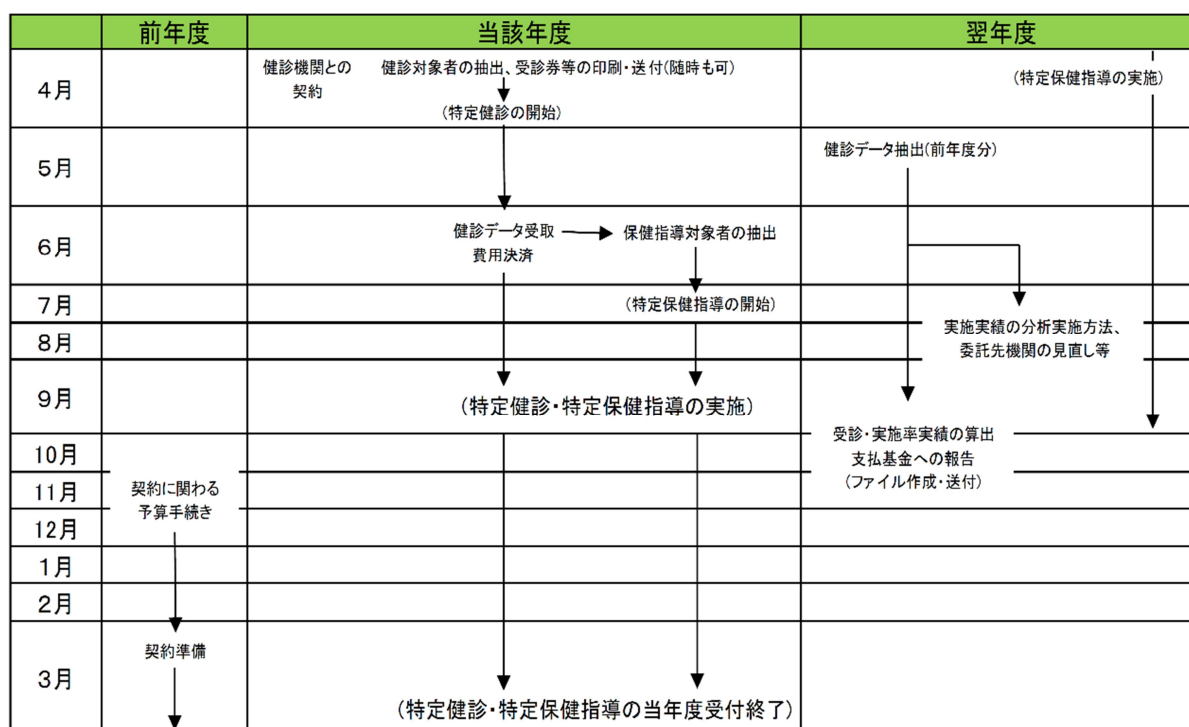 前年度 当該年度 翌年度
4月
健診機関との
契約
健診対象者の抽出、受診券等の印刷・送付(随時も可)
(特定健診の開始)
(特定保健指導の実施)
5月
健診データ抽出(前年度分)
6月
健診データ受取
費用決済
保健指導対象者の抽出
7月
(特定保健指導の開始)
実施実績の分析実施方法、
委託先機関の見直し等
8月
9月
(特定健診・特定保健指導の実施)
10月
受診・実施率実績の算出
支払基金への報告
(ファイル作成・送付)
11月
契約に関わる
予算手続き
12月
1月
2月
3月
契約準備
(特定健診・特定保健指導の当年度受付終了)